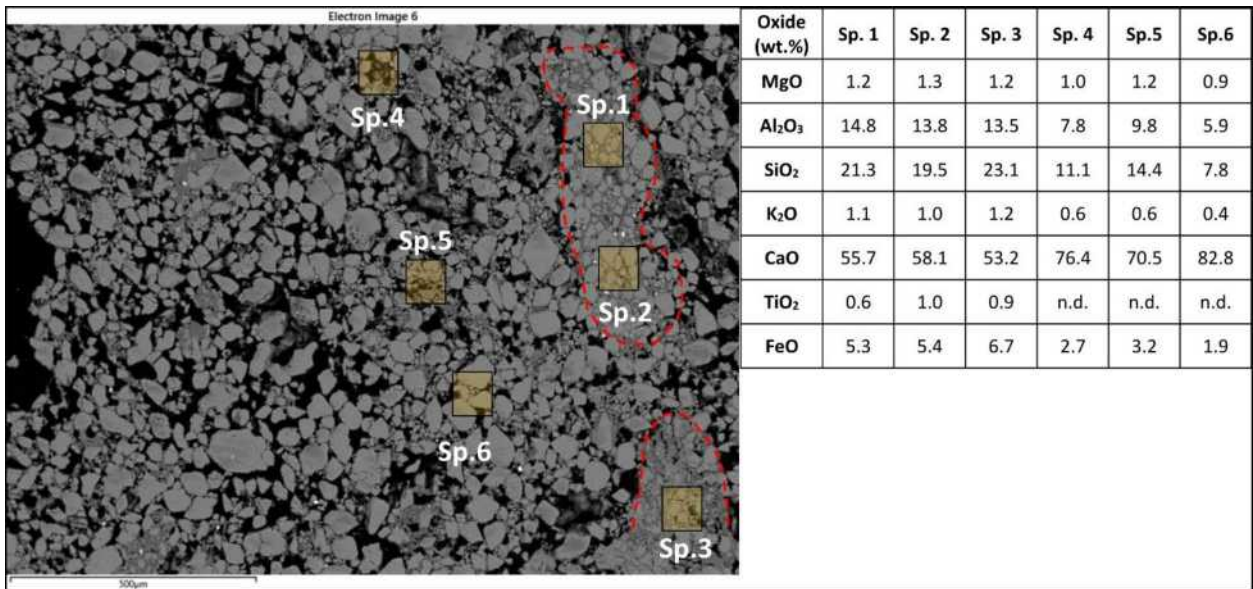 Electron Image 6
Sp.4
Sp.1
Sp.5
Sp.2
Sp.6
Sp.3
500µm
Oxide (wt.%) Sp. 1 Sp. 2 Sp. 3 Sp. 4 Sp.5 Sp.6
MgO 1.2 1.3 1.2 1.0 1.2 0.9
Al₂O₃ 14.8 13.8 13.5 7.8 9.8 5.9
SiO₂ 21.3 19.5 23.1 11.1 14.4 7.8
K₂O 1.1 1.0 1.2 0.6 0.6 0.4
CaO 55.7 58.1 53.2 76.4 70.5 82.8
TiO₂ 0.6 1.0 0.9 n.d. n.d. n.d.
FeO 5.3 5.4 6.7 2.7 3.2 1.9